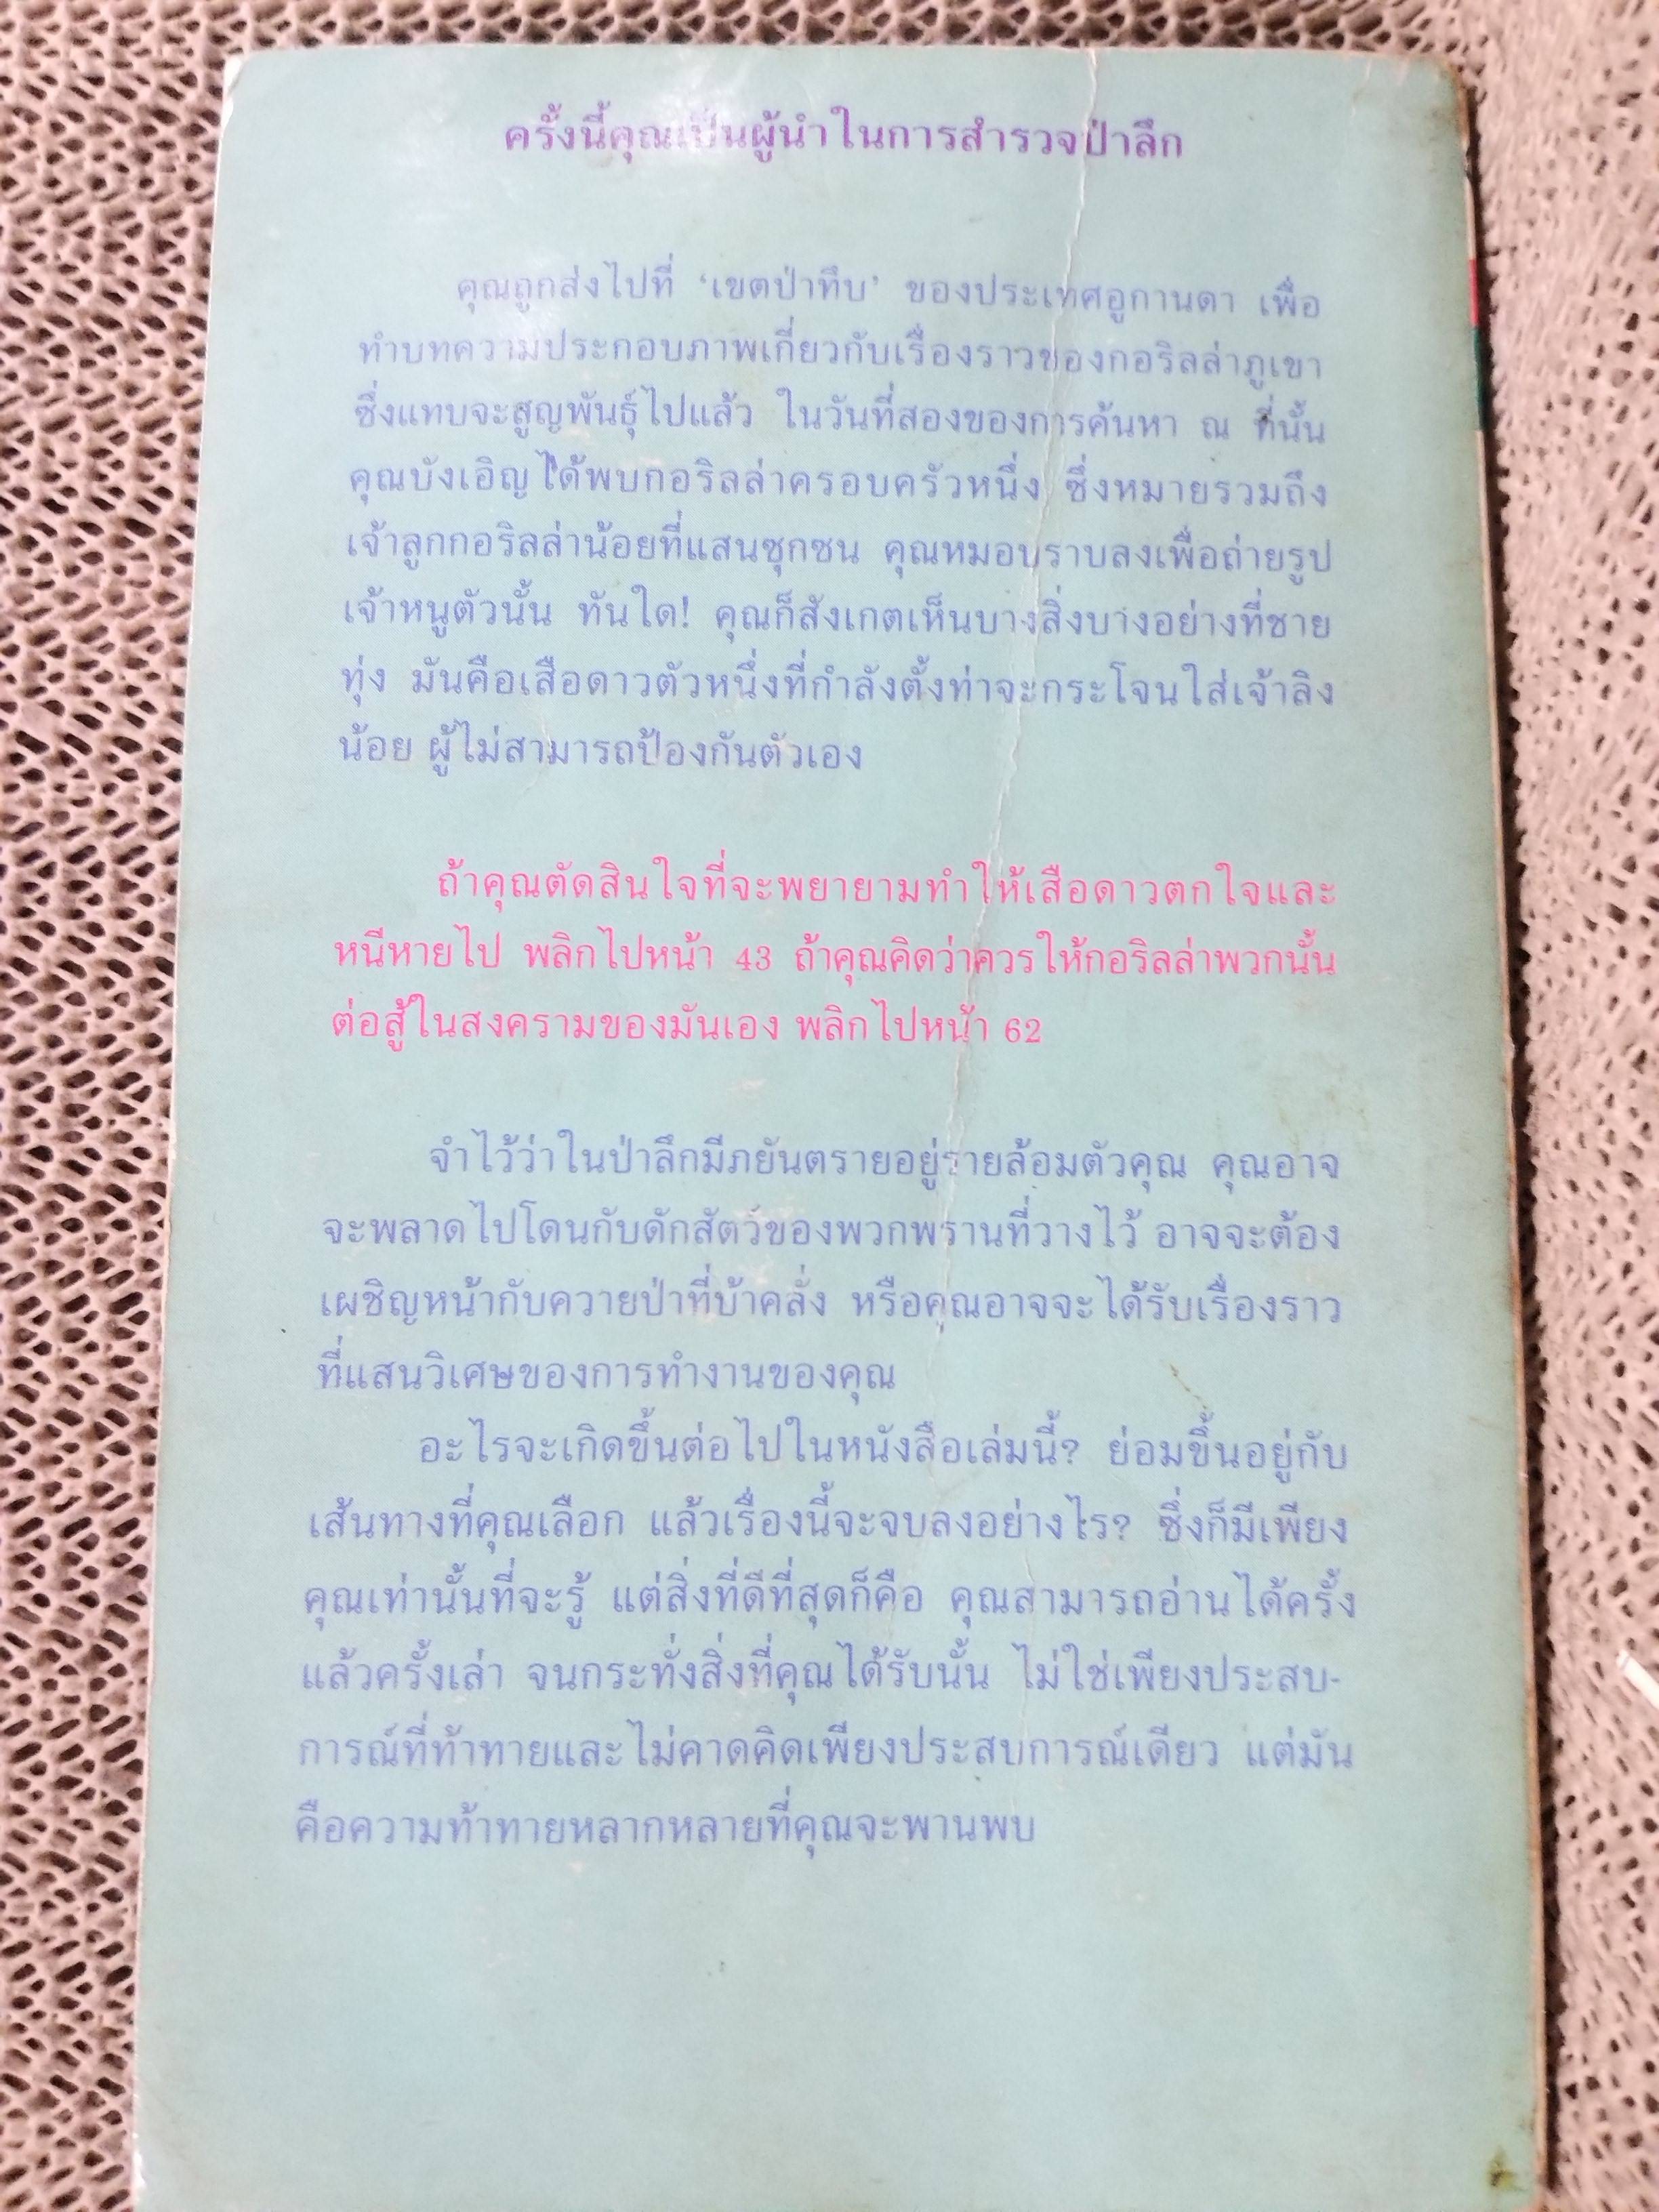 ครั้งนี้คุณเป็นผู้นำในการสำรวจป่าลึก
คุณถูกส่งไปที่ ‘เขตป่าทึบ’ ของประเทศอูกานดา เพื่อ
ทำบทความประกอบภาพเกี่ยวกับเรื่องราวของกอริลล่าภูเขา
ซึ่งแทบจะสูญพันธุ์ไปแล้ว ในวันที่สองของการค้นหา ณ ที่นั้น
คุณบังเอิญได้พบกอริลล่าครอบครัวหนึ่ง ซึ่งหมายรวมถึง
เจ้าลูกกอริลล่าน้อยที่แสนซุกซน คุณหมอบราบลงเพื่อถ่ายรูป
เจ้าหนูตัวนั้น ทันใด! คุณก็สังเกตเห็นบางสิ่งบางอย่างที่ชาย
ทุ่ง มันคือเสือดาวตัวหนึ่งที่กำลังตั้งท่าจะกระโจนใส่เจ้าลิง
น้อย ผู้ไม่สามารถป้องกันตัวเอง
ถ้าคุณตัดสินใจที่จะพยายามทำให้เสือดาวตกใจและ
หนีหายไป พลิกไปหน้า 43 ถ้าคุณคิดว่าควรให้กอริลล่าพวกนั้น
ต่อสู้ในสงครามของมันเอง พลิกไปหน้า 62
จำไว้ว่าในป่าลึกมีภยันตรายอยู่รายล้อมตัวคุณ คุณอาจ
จะพลาดไปโดนกับดักสัตว์ของพวกพรานที่วางไว้ อาจจะต้อง
เผชิญหน้ากับควายป่าที่บ้าคลั่ง หรือคุณอาจจะได้รับเรื่องราว
ที่แสนวิเศษของการทำงานของคุณ
อะไรจะเกิดขึ้นต่อไปในหนังสือเล่มนี้? ย่อมขึ้นอยู่กับ
เส้นทางที่คุณเลือก แล้วเรื่องนี้จะจบลงอย่างไร? ซึ่งก็มีเพียง
คุณเท่านั้นที่จะรู้ แต่สิ่งที่ดีที่สุดก็คือ คุณสามารถอ่านได้ครั้ง
แล้วครั้งเล่า จนกระทั่งสิ่งที่คุณได้รับนั้น ไม่ใช่เพียงประสบ-
การณ์ที่ท้าทายและไม่คาดคิดเพียงประสบการณ์เดียว แต่มัน
คือความท้าทายหลากหลายที่คุณจะพานพบ